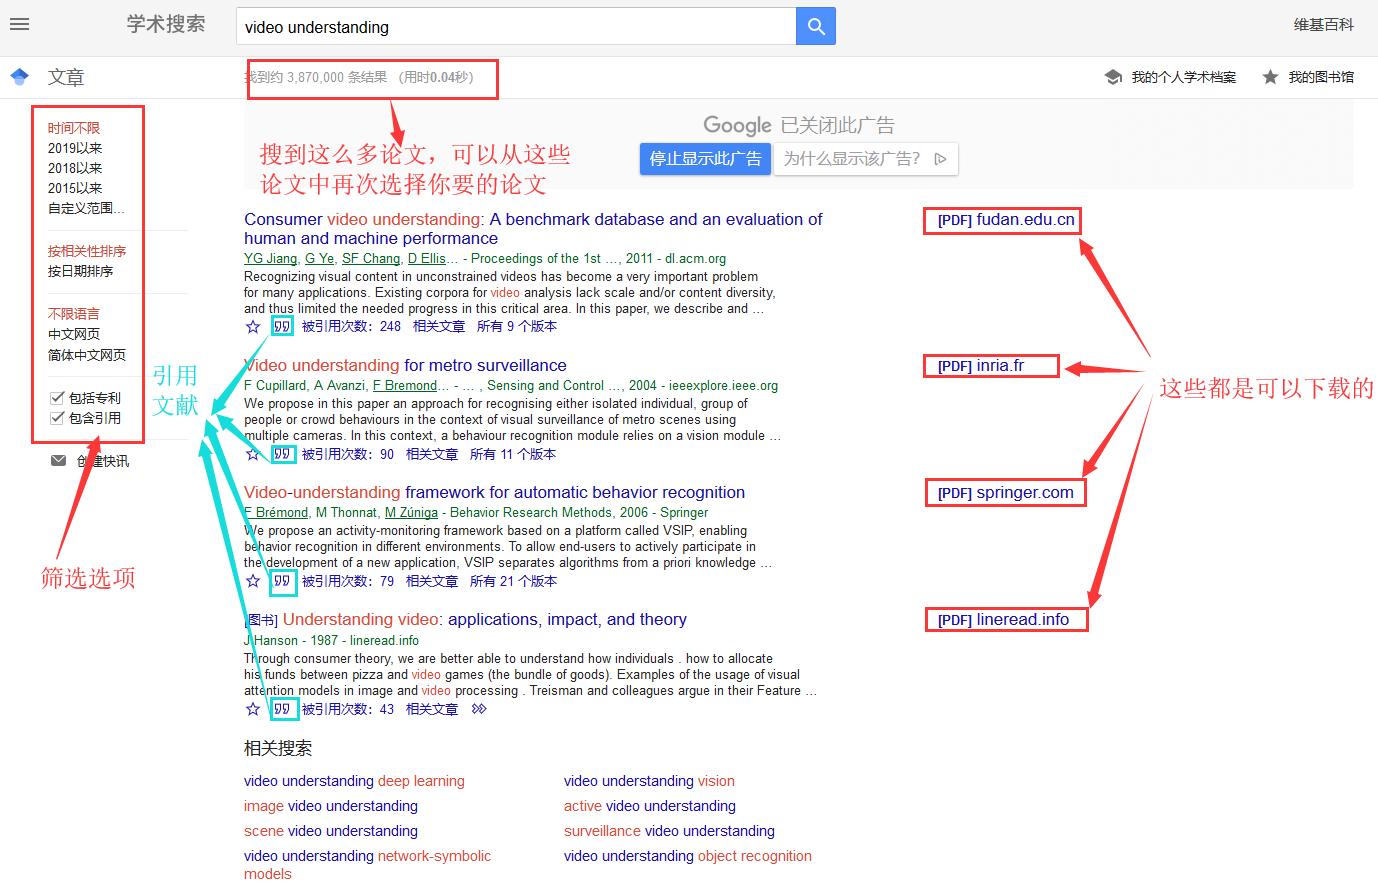 学术搜索
video understanding
维基百科
文章
找到约 3,870,000 条结果 （用时0.04秒）
我的个人学术档案
我的图书馆
时间不限
2019以来
2018以来
2015以来
自定义范围...
按相关性排序
按日期排序
不限语言
中文网页
简体中文网页
包括专利
包含引用
创建快讯
筛选选项
引用
文献
搜到这么多论文，可以从这些
论文中再次选择你要的论文
Google 已关闭此广告
停止显示此广告
为什么显示该广告？
Consumer video understanding: A benchmark database and an evaluation of
human and machine performance
YG Jiang, G Ye, SF Chang, D Ellis… - Proceedings of the 1st …, 2011 - dl.acm.org
Recognizing visual content in unconstrained videos has become a very important problem
for many applications. Existing corpora for video analysis lack scale and/or content diversity,
and thus limited the needed progress in this critical area. In this paper, we describe and …
被引用次数：248 相关文章 所有 9 个版本
[PDF] fudan.edu.cn
Video understanding for metro surveillance
F Cupillard, A Avanzi, F Bremond… - … , Sensing and Control …, 2004 - ieeexplore.ieee.org
We propose in this paper an approach for recognising either isolated individual, group of
people or crowd behaviours in the context of visual surveillance of metro scenes using
multiple cameras. In this context, a behaviour recognition module relies on a vision module …
被引用次数：90 相关文章 所有 11 个版本
[PDF] inria.fr
这些都是可以下载的
Video-understanding framework for automatic behavior recognition
F Brémond, M Thonnat, M Zúniga - Behavior Research Methods, 2006 - Springer
We propose an activity-monitoring framework based on a platform called VSIP, enabling
behavior recognition in different environments. To allow end-users to actively participate in
the development of a new application, VSIP separates algorithms from a priori knowledge …
被引用次数：79 相关文章 所有 21 个版本
[PDF] springer.com
[图书] Understanding video: applications, impact, and theory
J Hanson - 1987 - lineread.info
Through consumer theory, we are better able to understand how individuals . how to allocate
his funds between pizza and video games (the bundle of goods). Examples of the usage of visual
attention models in image and video processing . Treisman and colleagues argue in their Feature …
被引用次数：43 相关文章
[PDF] lineread.info
相关搜索
video understanding deep learning
video understanding vision
image video understanding
active video understanding
scene video understanding
surveillance video understanding
video understanding network-symbolic
models
video understanding object recognition